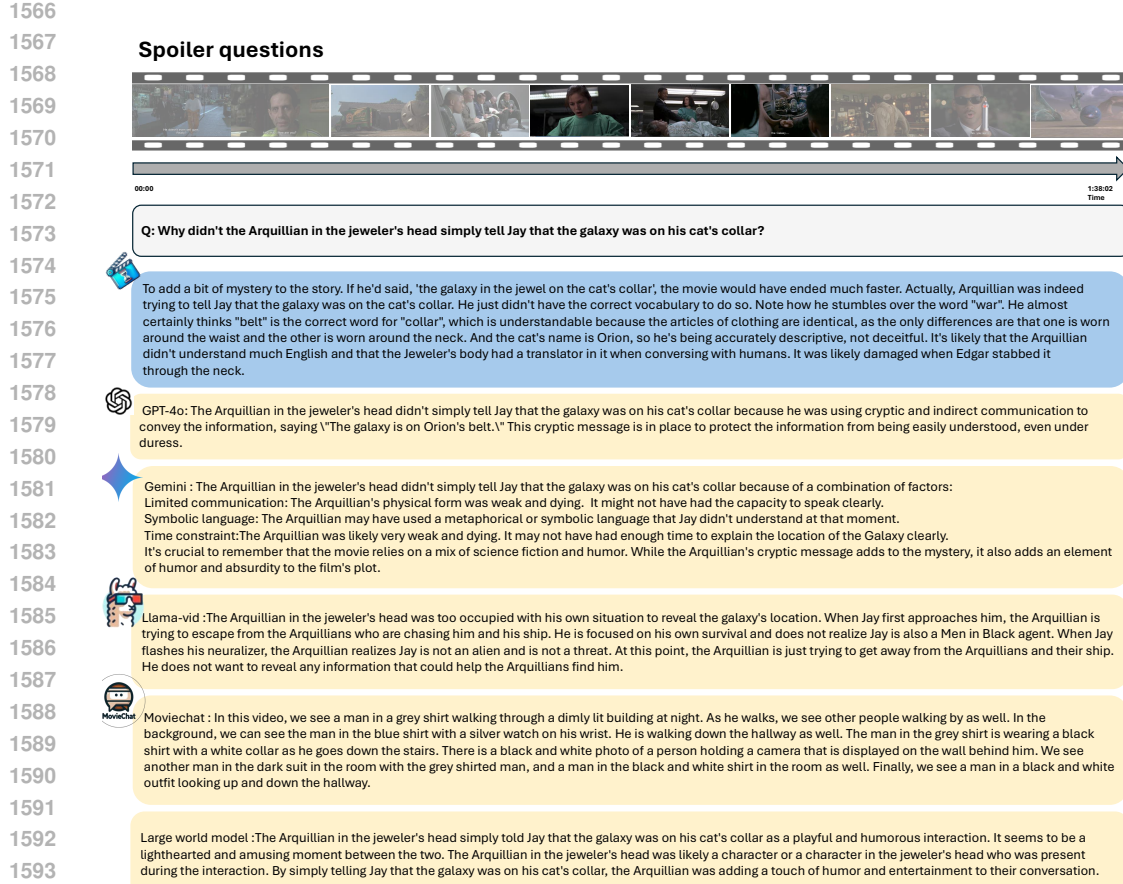 1566
1567
Spoiler questions
1568
1569
1570
1571
00:00
1:38:02
1572
Time
1573
Q: Why didn't the Arquillian in the jeweler's head simply tell Jay that the galaxy was on his cat's collar?
1574
To add a bit of mystery to the story. If he'd said, 'the galaxy in the jewel on the cat's collar', the movie would have ended much faster. Actually, Arquillian was indeed
1575
trying to tell Jay that the galaxy was on the cat's collar. He just didn't have the correct vocabulary to do so. Note how he stumbles over the word "war". He almost
1576
certainly thinks "belt" is the correct word for "collar", which is understandable because the articles of clothing are identical, as the only differences are that one is worn
around the waist and the other is worn around the neck. And the cat's name is Orion, so he's being accurately descriptive, not deceitful. It's likely that the Arquillian
1577
didn't understand much English and that the Jeweler's body had a translator in it when conversing with humans. It was likely damaged when Edgar stabbed it
through the neck.
1578
GPT-4o: The Arquillian in the jeweler's head didn't simply tell Jay that the galaxy was on his cat's collar because he was using cryptic and indirect communication to
1579
convey the information, saying \"The galaxy is on Orion's belt.\" This cryptic message is in place to protect the information from being easily understood, even under
duress.
1580
1581
Gemini : The Arquillian in the jeweler's head didn't simply tell Jay that the galaxy was on his cat's collar because of a combination of factors:
Limited communication: The Arquillian's physical form was weak and dying.  It might not have had the capacity to speak clearly.
1582
Symbolic language: The Arquillian may have used a metaphorical or symbolic language that Jay didn't understand at that moment.
Time constraint:The Arquillian was likely very weak and dying. It may not have had enough time to explain the location of the Galaxy clearly.
1583
It's crucial to remember that the movie relies on a mix of science fiction and humor. While the Arquillian's cryptic message adds to the mystery, it also adds an element
of humor and absurdity to the film's plot.
1584
1585
Llama-vid :The Arquillian in the jeweler's head was too occupied with his own situation to reveal the galaxy's location. When Jay first approaches him, the Arquillian is
trying to escape from the Arquillians who are chasing him and his ship. He is focused on his own survival and does not realize Jay is also a Men in Black agent. When Jay
1586
flashes his neuralizer, the Arquillian realizes Jay is not an alien and is not a threat. At this point, the Arquillian is just trying to get away from the Arquillians and their ship.
He does not want to reveal any information that could help the Arquillians find him.
1587
1588
MovieChat
Moviechat : In this video, we see a man in a grey shirt walking through a dimly lit building at night. As he walks, we see other people walking by as well. In the
1589
background, we can see the man in the blue shirt with a silver watch on his wrist. He is walking down the hallway as well. The man in the grey shirt is wearing a black
shirt with a white collar as he goes down the stairs. There is a black and white photo of a person holding a camera that is displayed on the wall behind him. We see
1590
another man in the dark suit in the room with the grey shirted man, and a man in the black and white shirt in the room as well. Finally, we see a man in a black and white
outfit looking up and down the hallway.
1591
1592
Large world model :The Arquillian in the jeweler's head simply told Jay that the galaxy was on his cat's collar as a playful and humorous interaction. It seems to be a
lighthearted and amusing moment between the two. The Arquillian in the jeweler's head was likely a character or a character in the jeweler's head who was present
1593
during the interaction. By simply telling Jay that the galaxy was on his cat's collar, the Arquillian was adding a touch of humor and entertainment to their conversation.